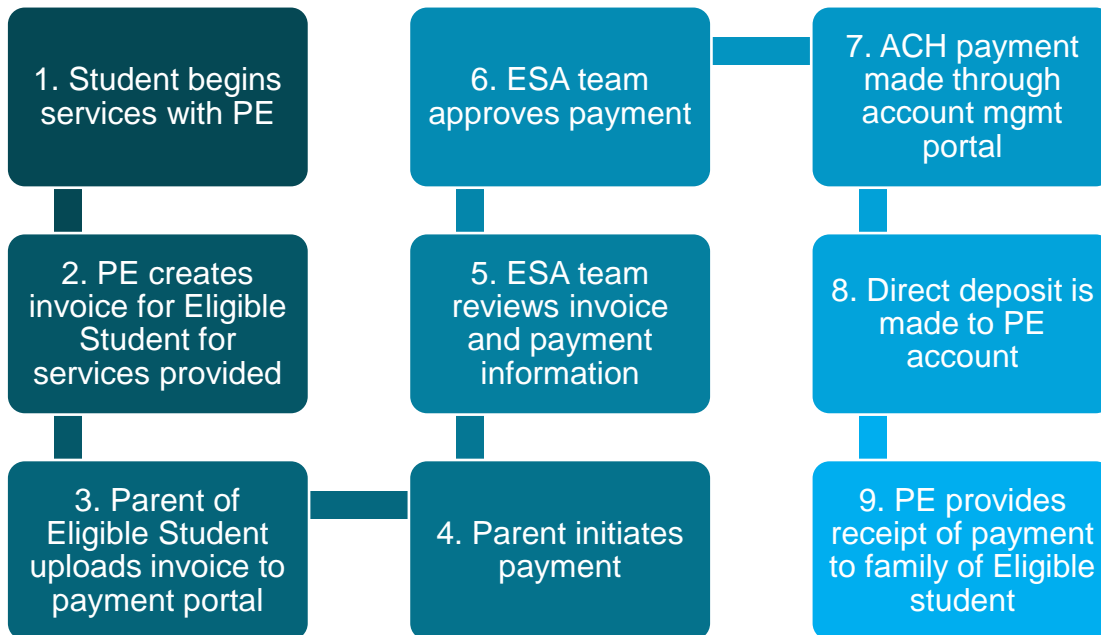 1. Student begins
services with PE
2. PE creates
invoice for Eligible
Student for
services provided
3. Parent of
Eligible Student
uploads invoice to
payment portal
4. Parent initiates
payment
5. ESA team
reviews invoice
and payment
information
6. ESA team
approves payment
7. ACH payment
made through
account mgmt
portal
8. Direct deposit is
made to PE
account
9. PE provides
receipt of payment
to family of Eligible
student